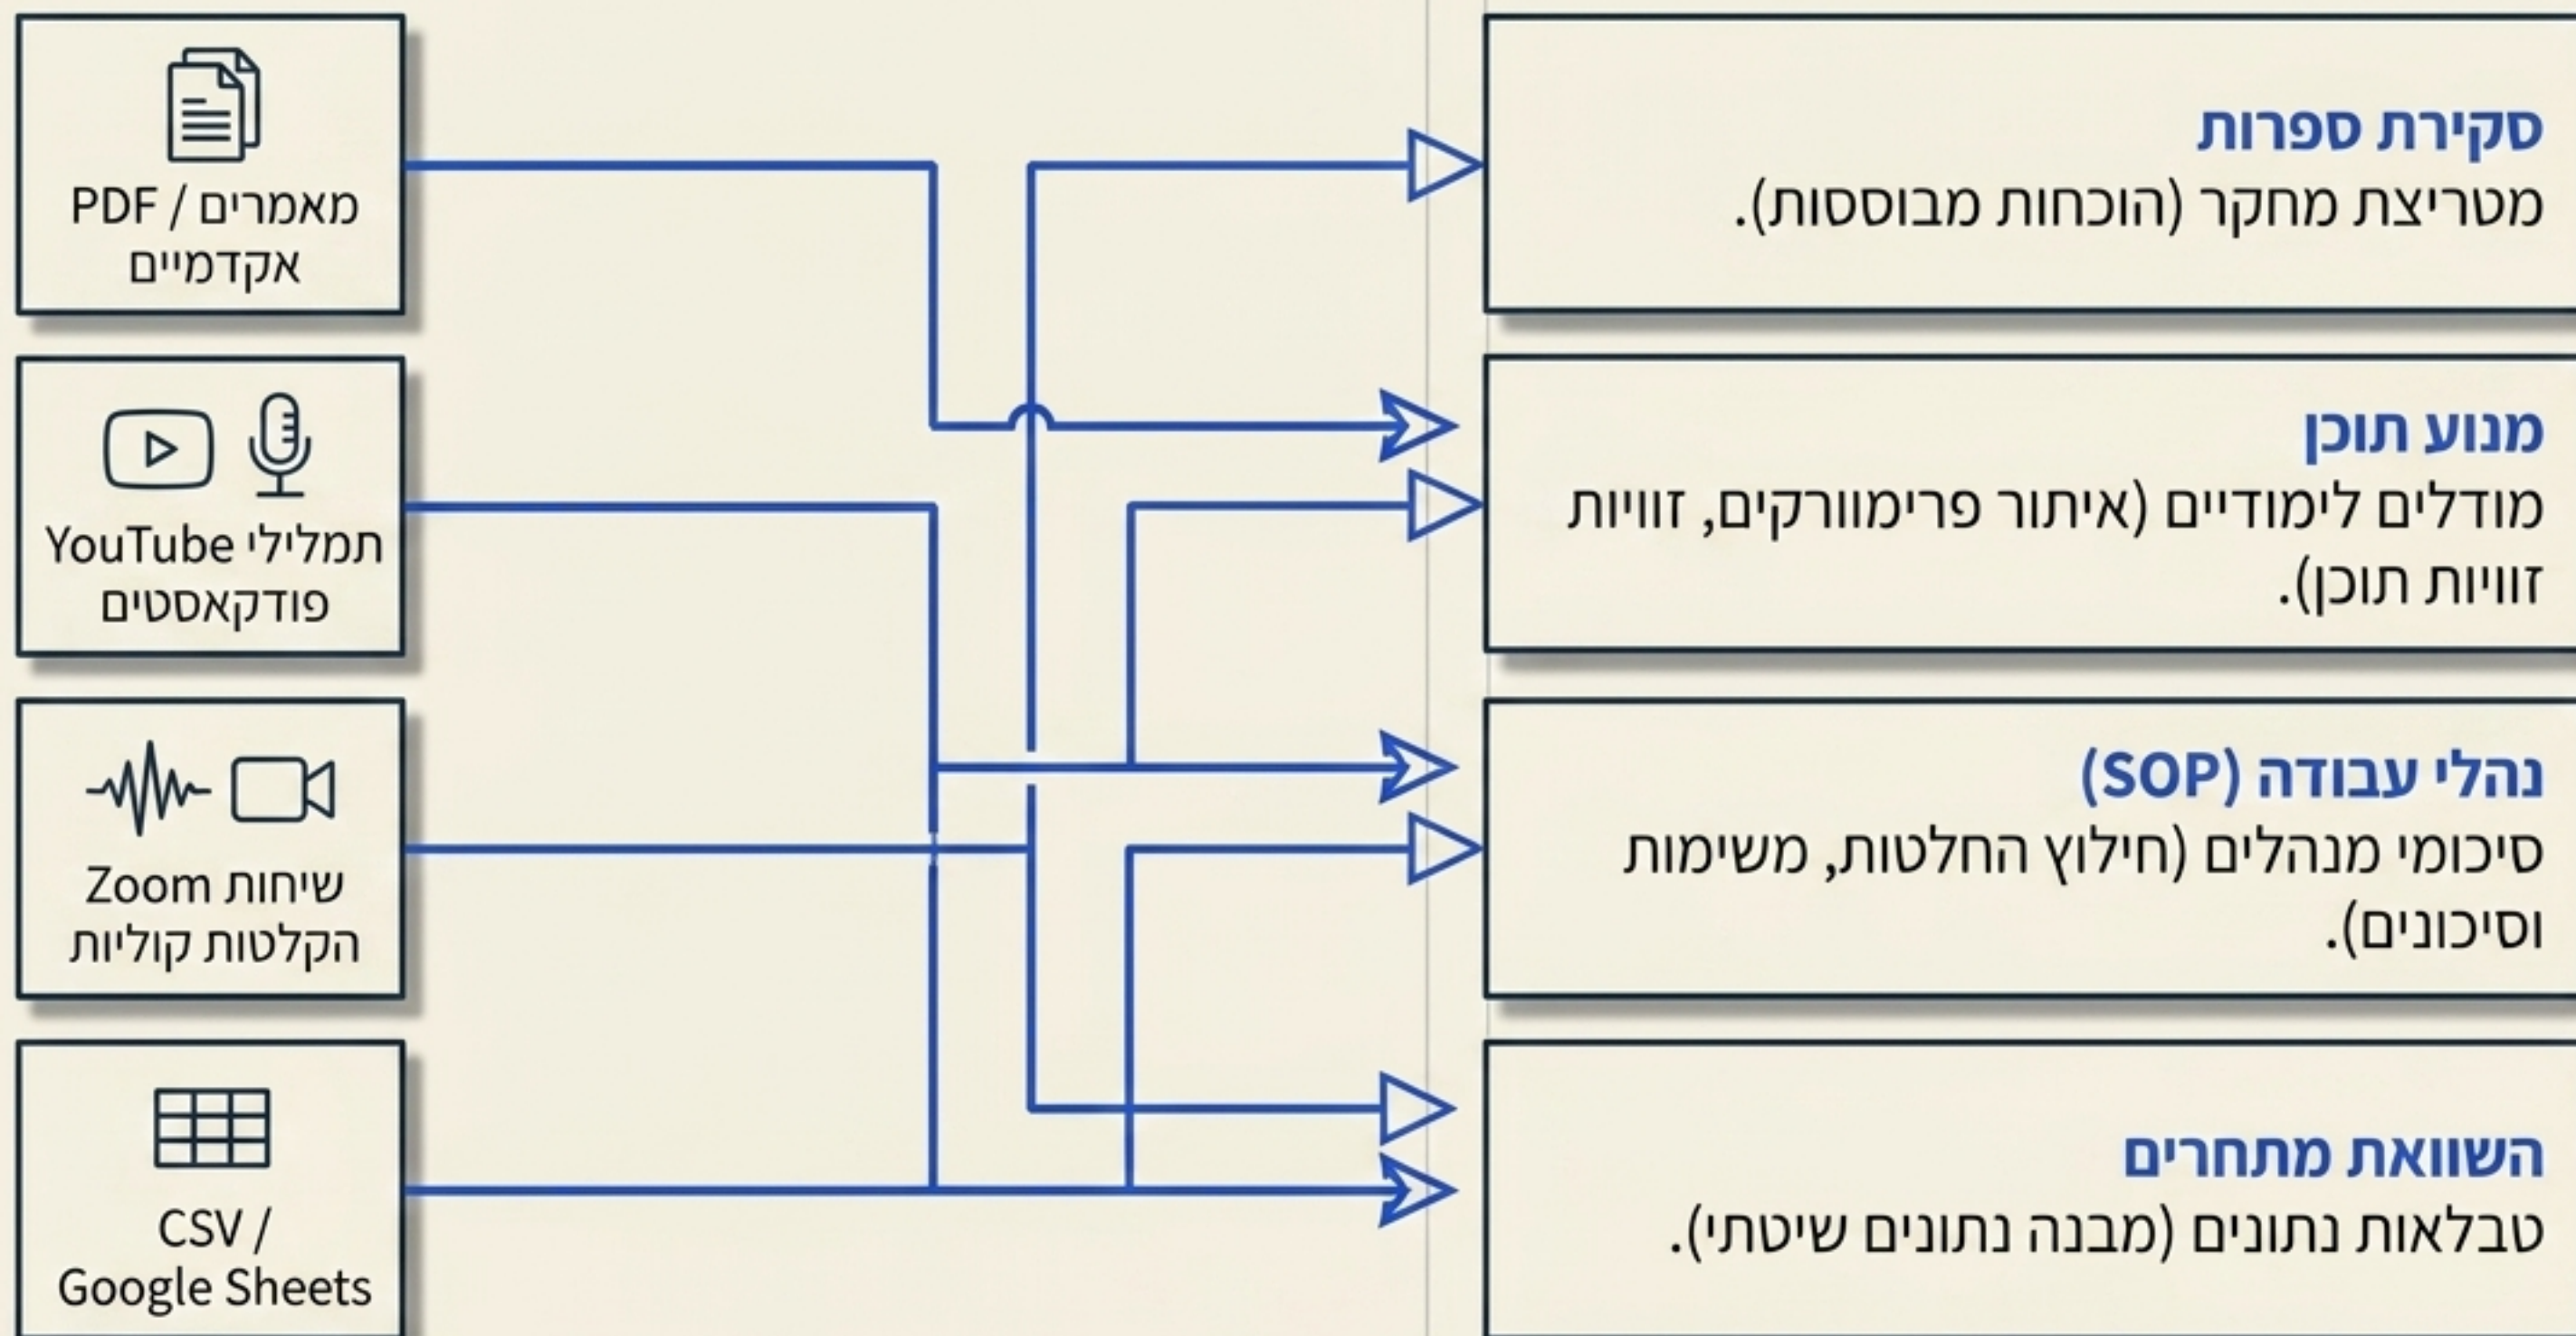 מאמרים / PDF
אקדמיים
תמלילי YouTube
פודקאסטים
שיחות Zoom
הקלטות קוליות
CSV /
Google Sheets
סקירת ספרות
מטריצת מחקר (הוכחות מבוססות).
מנוע תוכן
מודלים לימודיים (איתור פרימוורקים, זוויות
זוויות תוכן).
נהלי עבודה (SOP)
סיכומי מנהלים (חילוץ החלטות, משימות
וסיכונים).
השוואת מתחרים
טבלאות נתונים (מבנה נתונים שיטתי).